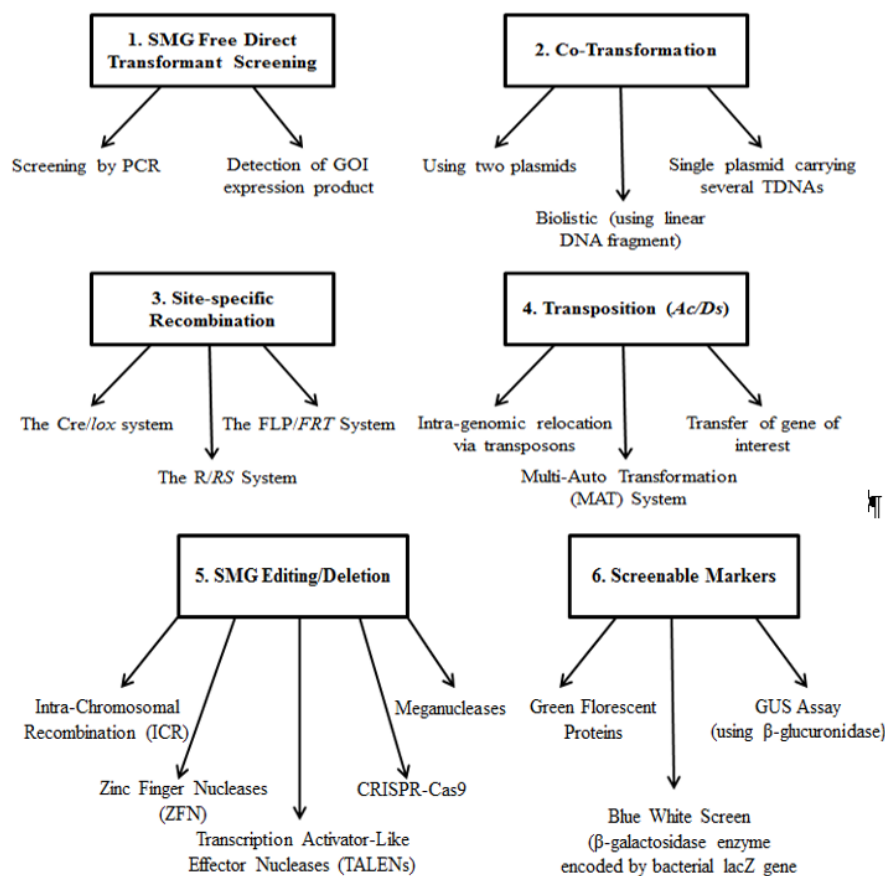 1. SMG Free Direct
Transformant Screening
Screening by PCR
Detection of GOI
expression product
2. Co-Transformation
Using two plasmids
Biolistic (using linear
DNA fragment)
Single plasmid carrying
several TDNAs
3. Site-specific
Recombination
The Cre/lox system
The R/RS System
The FLP/FRT System
4. Transposition (Ac/Ds)
Intra-genomic relocation
via transposons
Multi-Auto Transformation
(MAT) System
Transfer of gene of
interest
¶
5. SMG Editing/Deletion
Intra-Chromosomal
Recombination (ICR)
Zinc Finger Nucleases
(ZFN)
Transcription Activator-Like
Effector Nucleases (TALENs)
CRISPR-Cas9
Meganucleases
6. Screenable Markers
Green Florescent
Proteins
Blue White Screen
(β-galactosidase enzyme
encoded by bacterial lacZ gene
GUS Assay
(using β-glucuronidase)